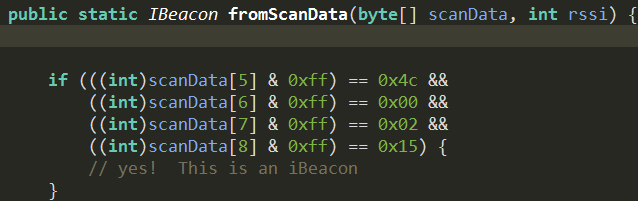 public static IBeacon fromScanData(byte[] scanData, int rssi) {
if (((int)scanData[5] & 0xff) == 0x4c &&
((int)scanData[6] & 0xff) == 0x00 &&
((int)scanData[7] & 0xff) == 0x02 &&
((int)scanData[8] & 0xff) == 0x15) {
// yes!  This is an iBeacon
}